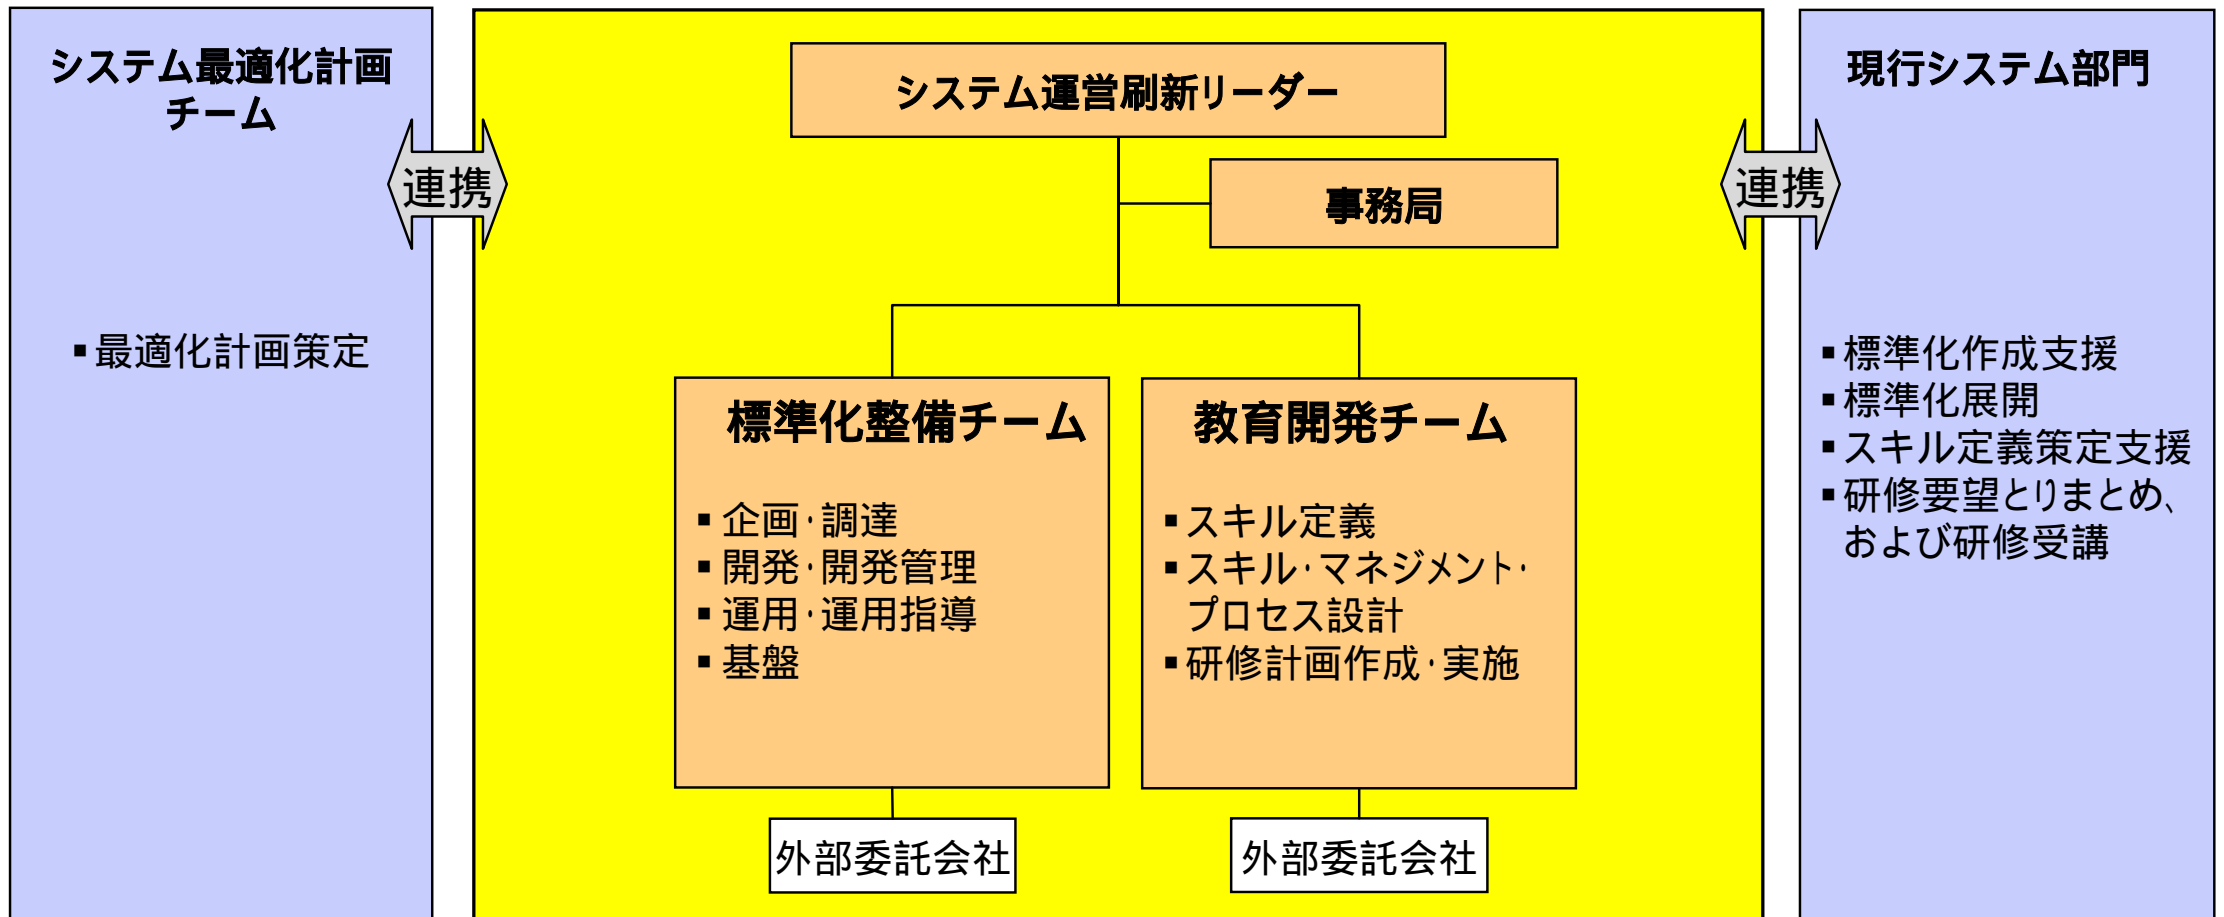 システム最適化計画
チーム
連携
▪最適化計画策定
システム運営刷新リーダー
事務局
標準化整備チーム
▪企画・調達
▪開発・開発管理
▪運用・運用指導
▪基盤
外部委託会社
教育開発チーム
▪スキル定義
▪スキル・マネジメント・
プロセス設計
▪研修計画作成・実施
外部委託会社
連携
現行システム部門
▪標準化作成支援
▪標準化展開
▪スキル定義策定支援
▪研修要望とりまとめ、
および研修受講